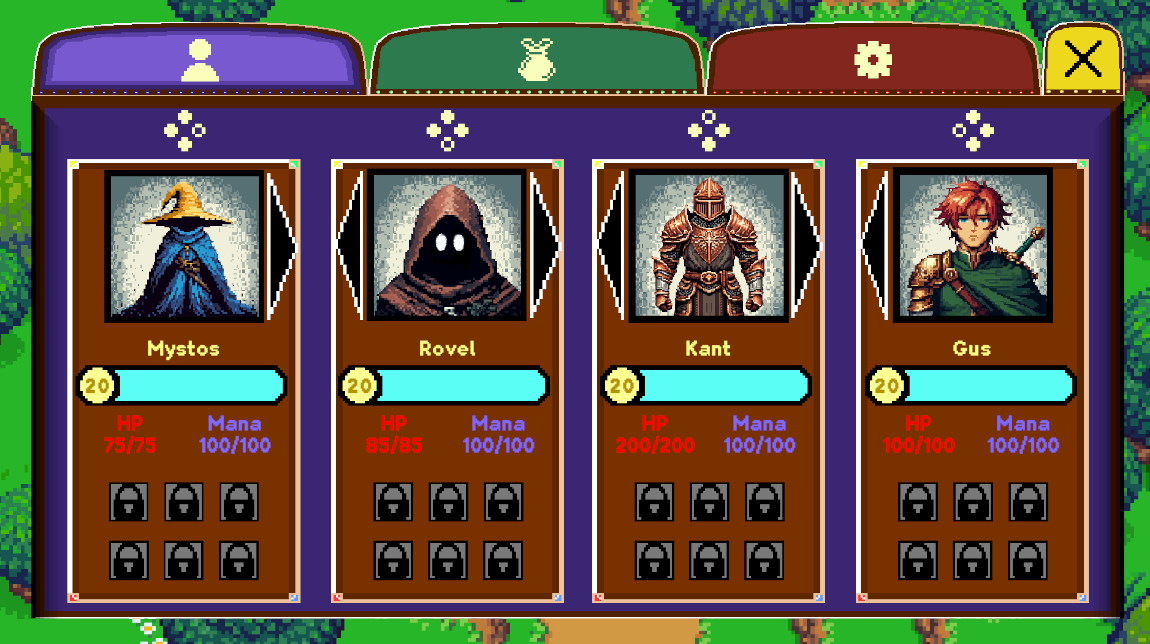 Mystos
20
HP Mana
75/75 100/100
Rovel
20
HP Mana
85/85 100/100
Kant
20
HP Mana
200/200 100/100
Gus
20
HP Mana
100/100 100/100